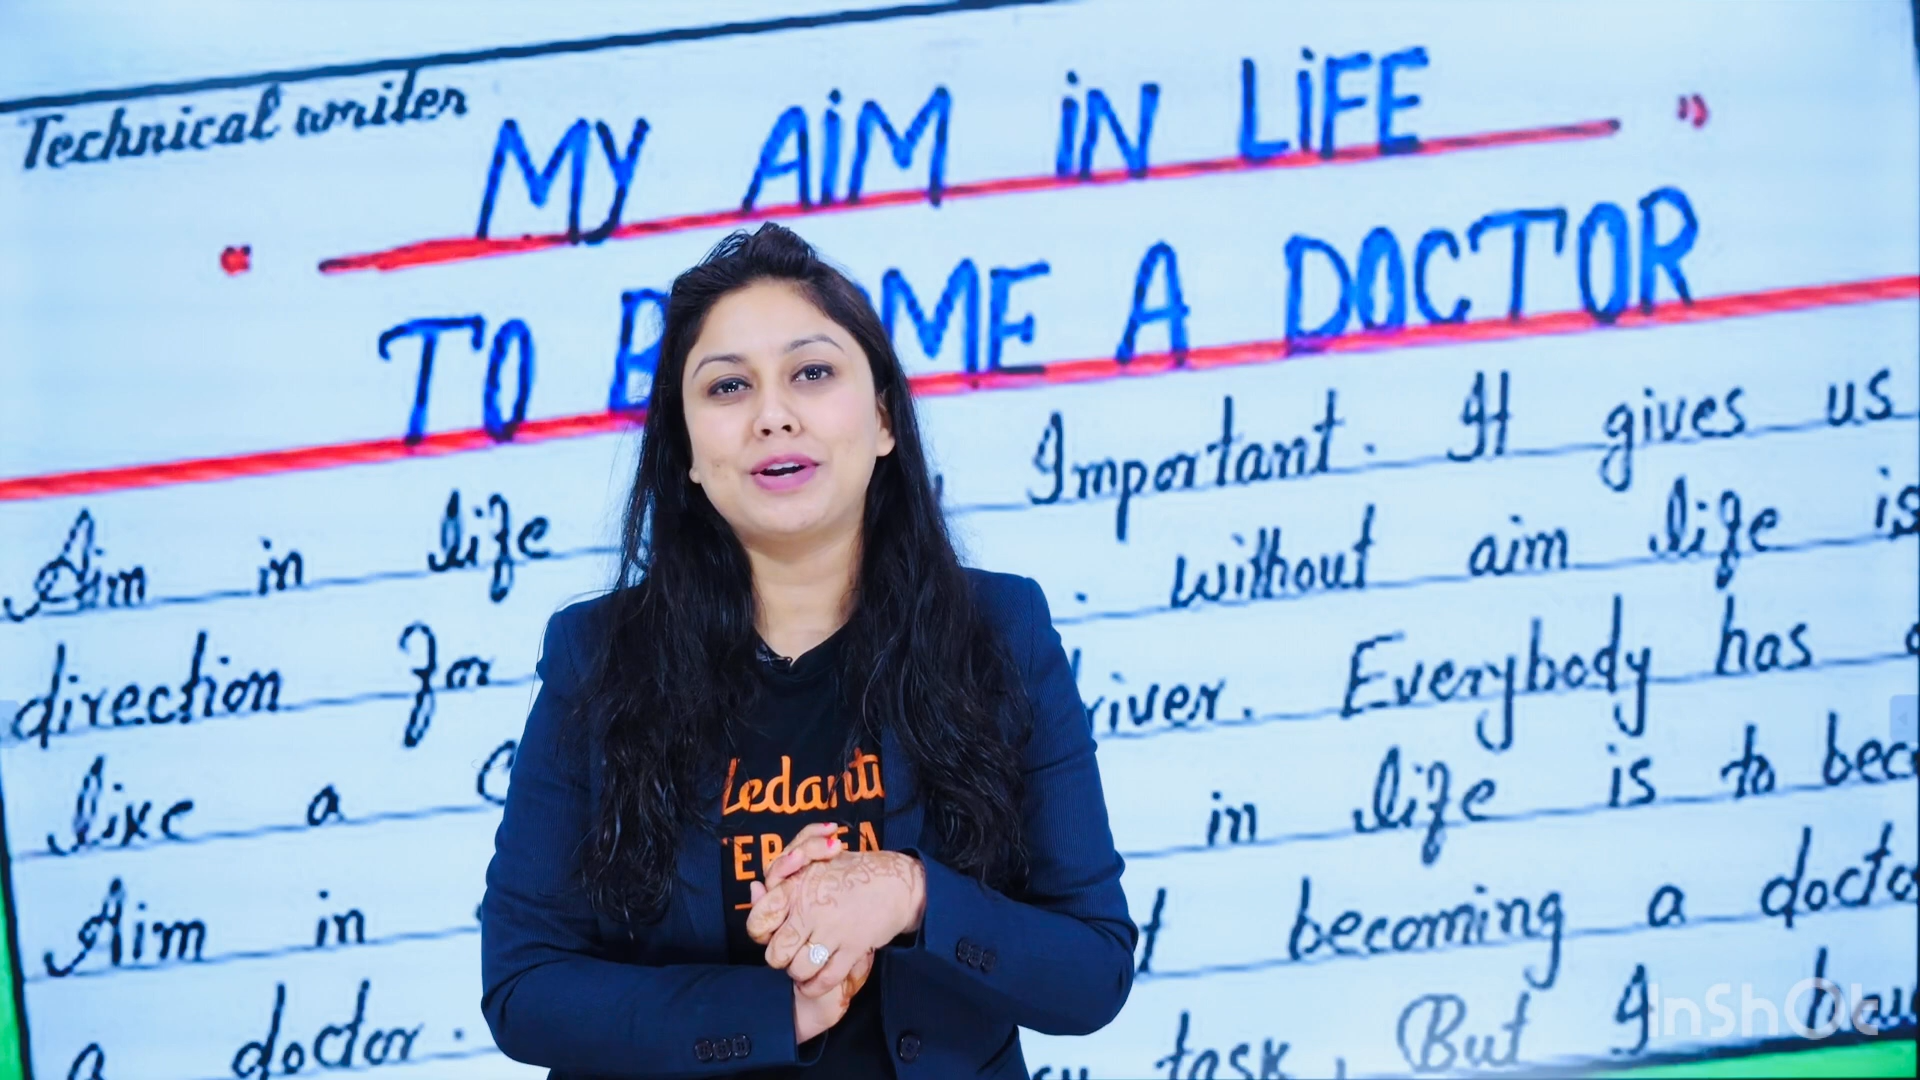 Technical writer
MY AiM iN LiFE "
" TO B ME A DOCTOR
Aim in life Important. It gives us
direction for . without aim life is
like a river. Everybody has
Aim in in life is to bec
a doctor. t becoming a docto
task, But I hav
Vedantu
InShOt